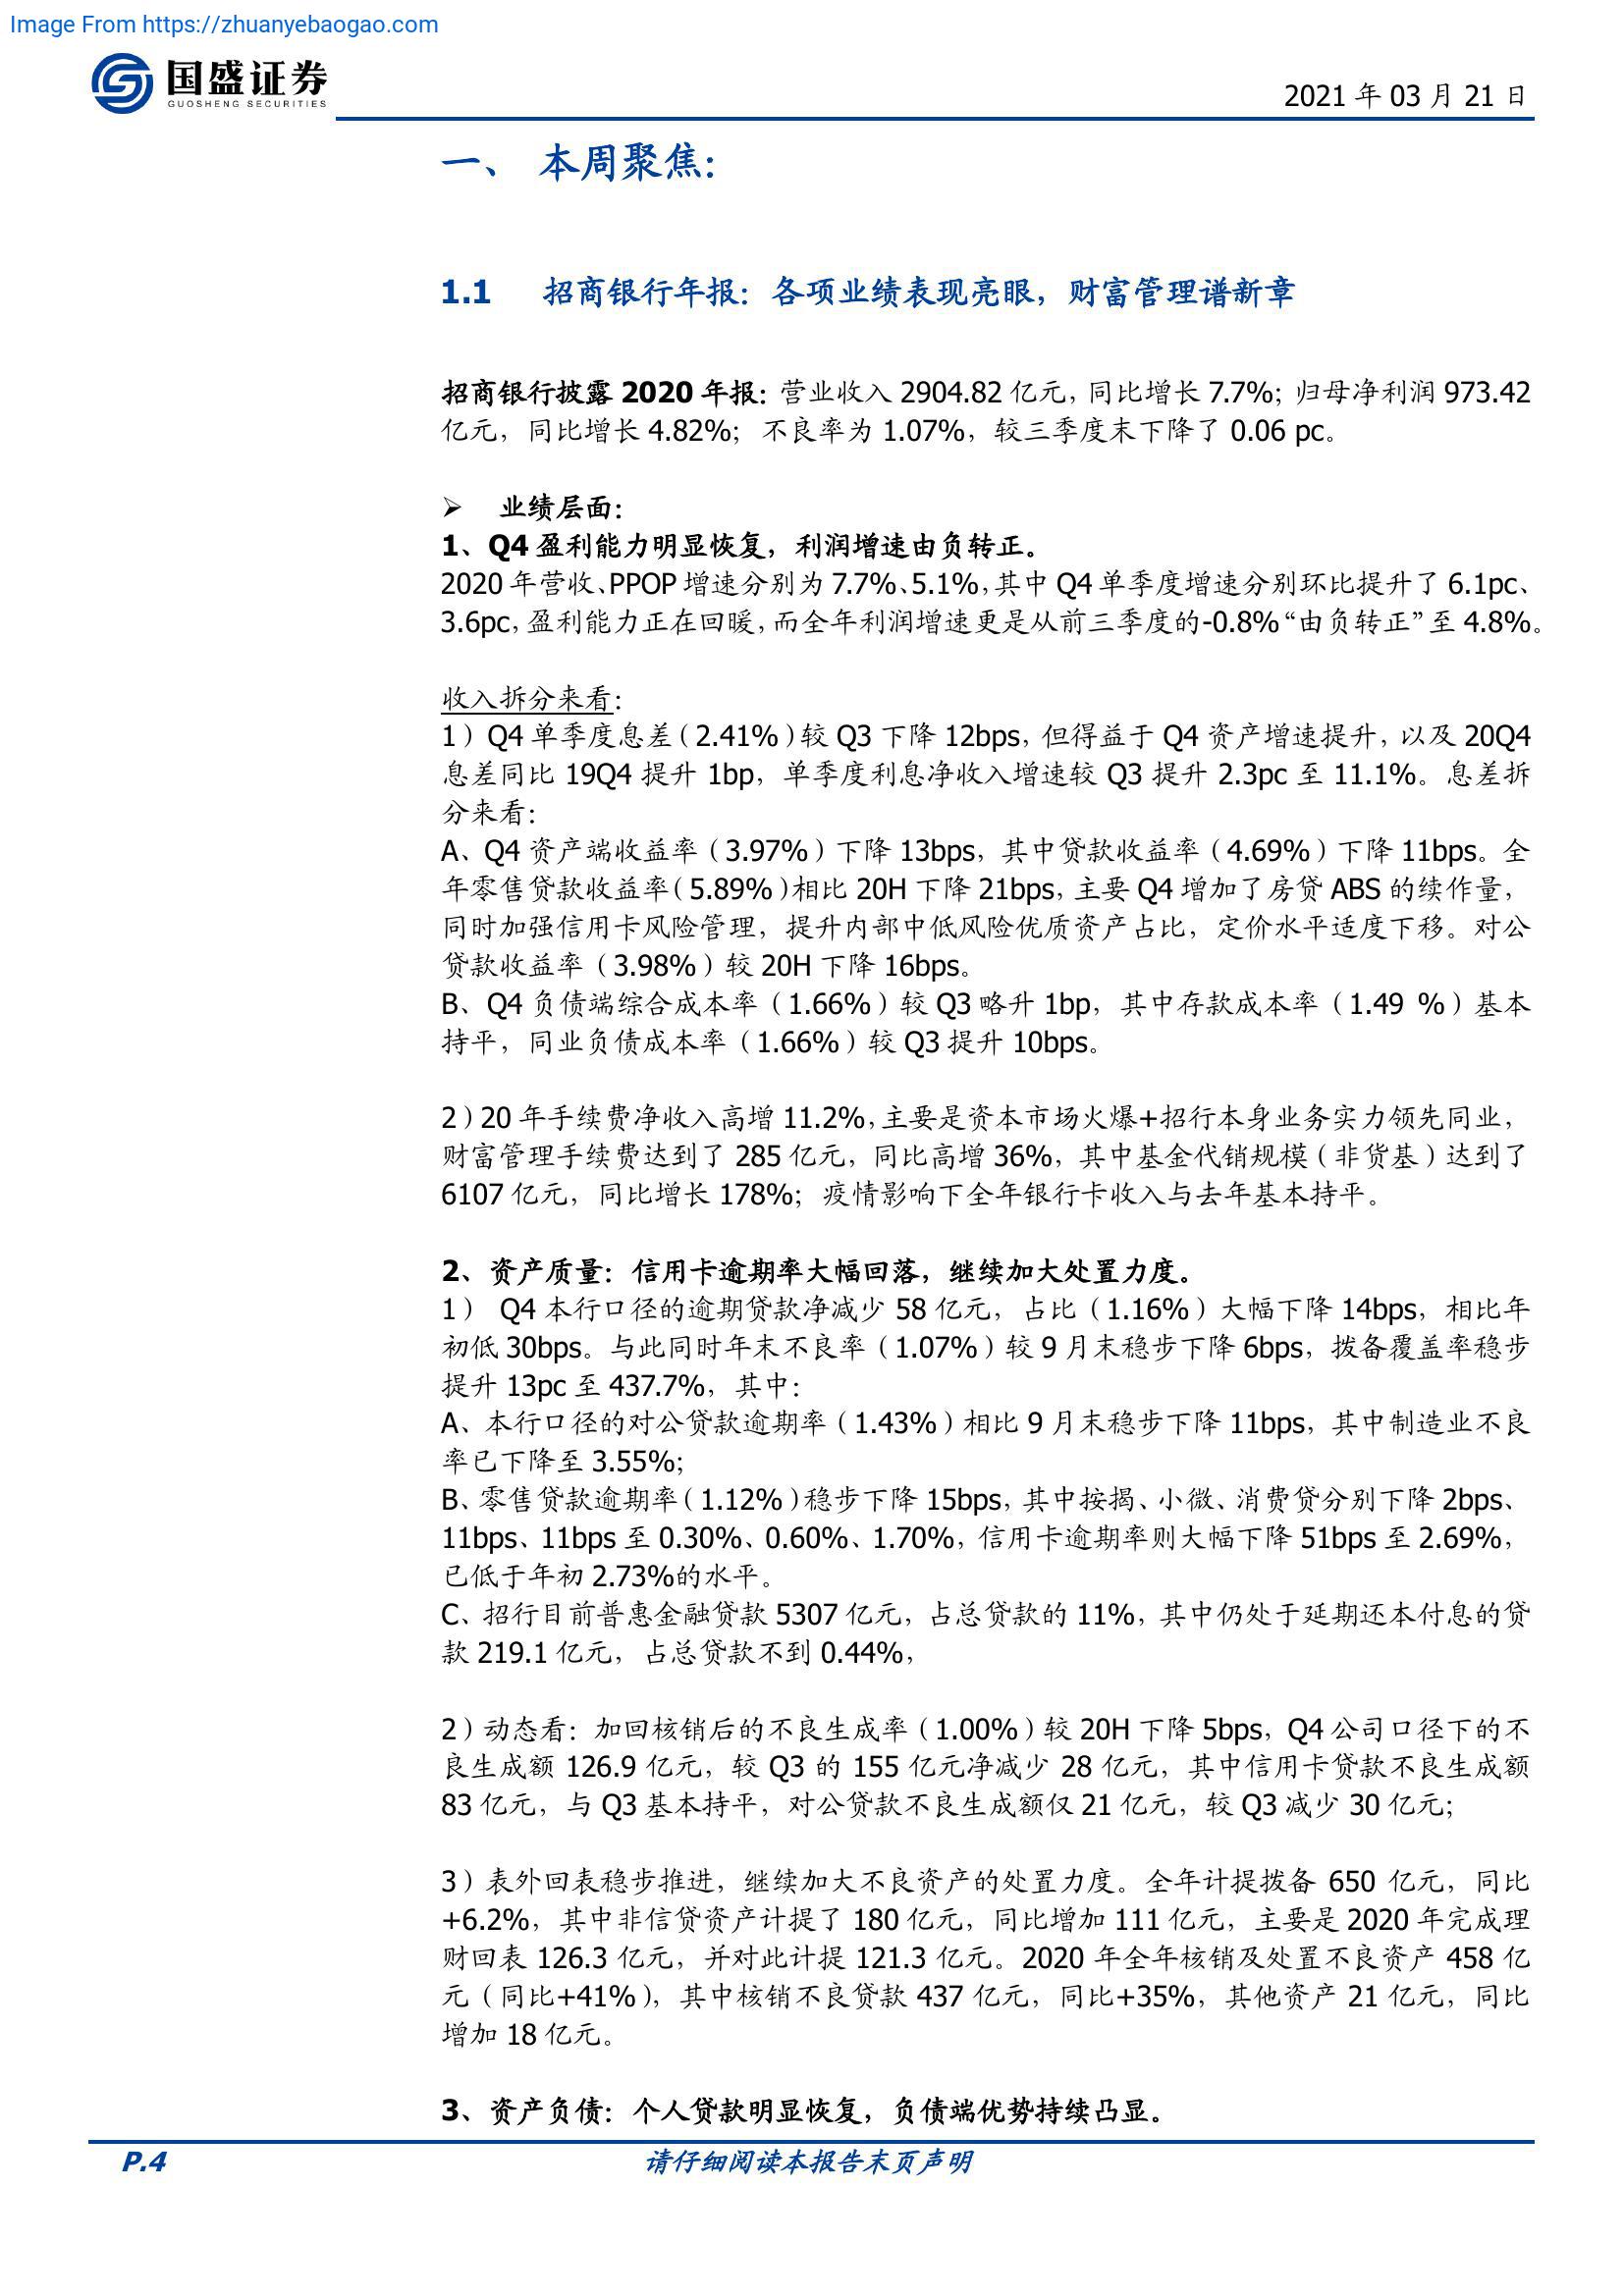 Image From https://zhuanyebaogao.com
国盛证券
GUOSHENG SECURITIES
2021 年 03 月 21 日
一、 本周聚焦：
1.1 招商银行年报：各项业绩表现亮眼，财富管理谱新章
招商银行披露 2020 年报：营业收入 2904.82 亿元，同比增长 7.7%；归母净利润 973.42
亿元，同比增长 4.82%；不良率为 1.07%，较三季度末下降了 0.06 pc。
➢ 业绩层面：
1、Q4 盈利能力明显恢复，利润增速由负转正。
2020 年营收、PPOP 增速分别为 7.7%、5.1%，其中 Q4 单季度增速分别环比提升了 6.1pc、
3.6pc，盈利能力正在回暖，而全年利润增速更是从前三季度的-0.8%“由负转正”至 4.8%。
收入拆分来看：
1）Q4 单季度息差（2.41%）较 Q3 下降 12bps，但得益于 Q4 资产增速提升，以及 20Q4
息差同比 19Q4 提升 1bp，单季度利息净收入增速较 Q3 提升 2.3pc 至 11.1%。息差拆
分来看：
A、Q4 资产端收益率（3.97%）下降 13bps，其中贷款收益率（4.69%）下降 11bps。全
年零售贷款收益率（5.89%）相比 20H 下降 21bps，主要 Q4 增加了房贷 ABS 的续作量，
同时加强信用卡风险管理，提升内部中低风险优质资产占比，定价水平适度下移。对公
贷款收益率（3.98%）较 20H 下降 16bps。
B、Q4 负债端综合成本率（1.66%）较 Q3 略升 1bp，其中存款成本率（1.49 %）基本
持平，同业负债成本率（1.66%）较 Q3 提升 10bps。
2）20 年手续费净收入高增 11.2%，主要是资本市场火爆+招行本身业务实力领先同业，
财富管理手续费达到了 285 亿元，同比高增 36%，其中基金代销规模（非货基）达到了
6107 亿元，同比增长 178%；疫情影响下全年银行卡收入与去年基本持平。
2、资产质量：信用卡逾期率大幅回落，继续加大处置力度。
1） Q4 本行口径的逾期贷款净减少 58 亿元，占比（1.16%）大幅下降 14bps，相比年
初低 30bps。与此同时年末不良率（1.07%）较 9 月末稳步下降 6bps，拨备覆盖率稳步
提升 13pc 至 437.7%，其中：
A、本行口径的对公贷款逾期率（1.43%）相比 9 月末稳步下降 11bps，其中制造业不良
率已下降至 3.55%；
B、零售贷款逾期率（1.12%）稳步下降 15bps，其中按揭、小微、消费贷分别下降 2bps、
11bps、11bps 至 0.30%、0.60%、1.70%，信用卡逾期率则大幅下降 51bps 至 2.69%，
已低于年初 2.73%的水平。
C、招行目前普惠金融贷款 5307 亿元，占总贷款的 11%，其中仍处于延期还本付息的贷
款 219.1 亿元，占总贷款不到 0.44%，
2）动态看：加回核销后的不良生成率（1.00%）较 20H 下降 5bps，Q4 公司口径下的不
良生成额 126.9 亿元，较 Q3 的 155 亿元净减少 28 亿元，其中信用卡贷款不良生成额
83 亿元，与 Q3 基本持平，对公贷款不良生成额仅 21 亿元，较 Q3 减少 30 亿元；
3）表外回表稳步推进，继续加大不良资产的处置力度。全年计提拨备 650 亿元，同比
+6.2%，其中非信贷资产计提了 180 亿元，同比增加 111 亿元，主要是 2020 年完成理
财回表 126.3 亿元，并对此计提 121.3 亿元。2020 年全年核销及处置不良资产 458 亿
元（同比+41%），其中核销不良贷款 437 亿元，同比+35%，其他资产 21 亿元，同比
增加 18 亿元。
3、资产负债：个人贷款明显恢复，负债端优势持续凸显。
P.4 请仔细阅读本报告末页声明